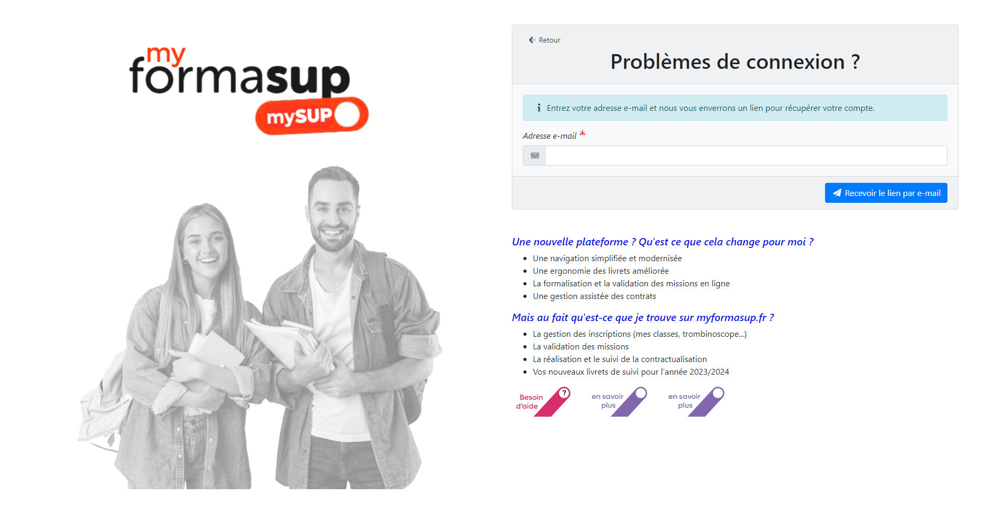 my
formasup
mySUP
Retour
Problèmes de connexion ?
Entrez votre adresse e-mail et nous vous enverrons un lien pour récupérer votre compte.
Adresse e-mail *
Recevoir le lien par e-mail
Une nouvelle plateforme ? Qu'est ce que cela change pour moi ?
• Une navigation simplifiée et modernisée
• Une ergonomie des livrets améliorée
• La formalisation et la validation des missions en ligne
• Une gestion assistée des contrats
Mais au fait qu'est-ce que je trouve sur myformasup.fr ?
• La gestion des inscriptions (mes classes, trombinoscope...)
• La validation des missions
• La réalisation et le suivi de la contractualisation
• Vos nouveaux livrets de suivi pour l'année 2023/2024
Besoin
d'aide
?
en savoir
plus
en savoir
plus